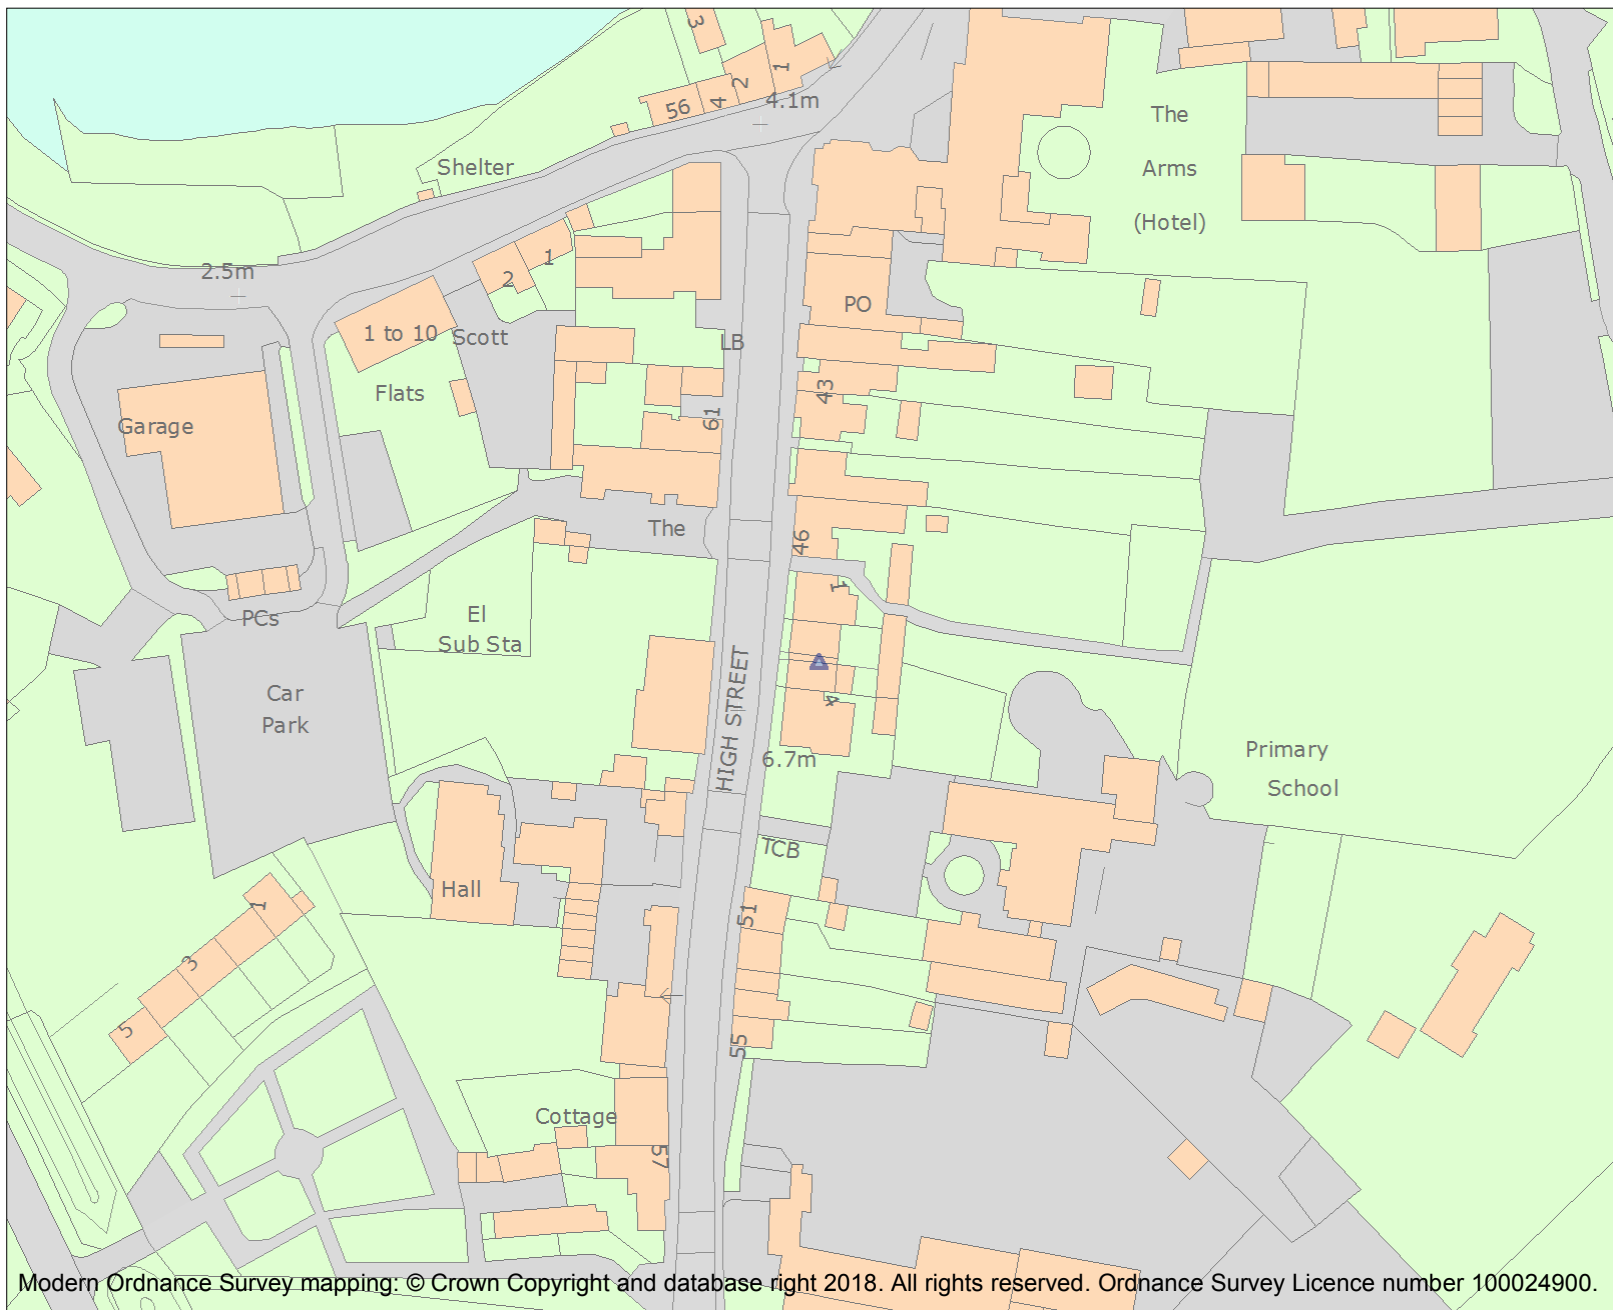 3
1
2
4
56
4.1m
The
Arms
(Hotel)
Shelter
2.5m
1
2
PO
1 to 10
Scott
LB
Flats
43
61
Garage
The
46
1
PCs
El
Sub Sta
Car
Park
HIGH STREET
4
6.7m
Primary
School
TCB
Hall
51
1
3
5
55
Cottage
57
Modern Ordnance Survey mapping: © Crown Copyright and database right 2018. All rights reserved. Ordnance Survey Licence number 100024900.